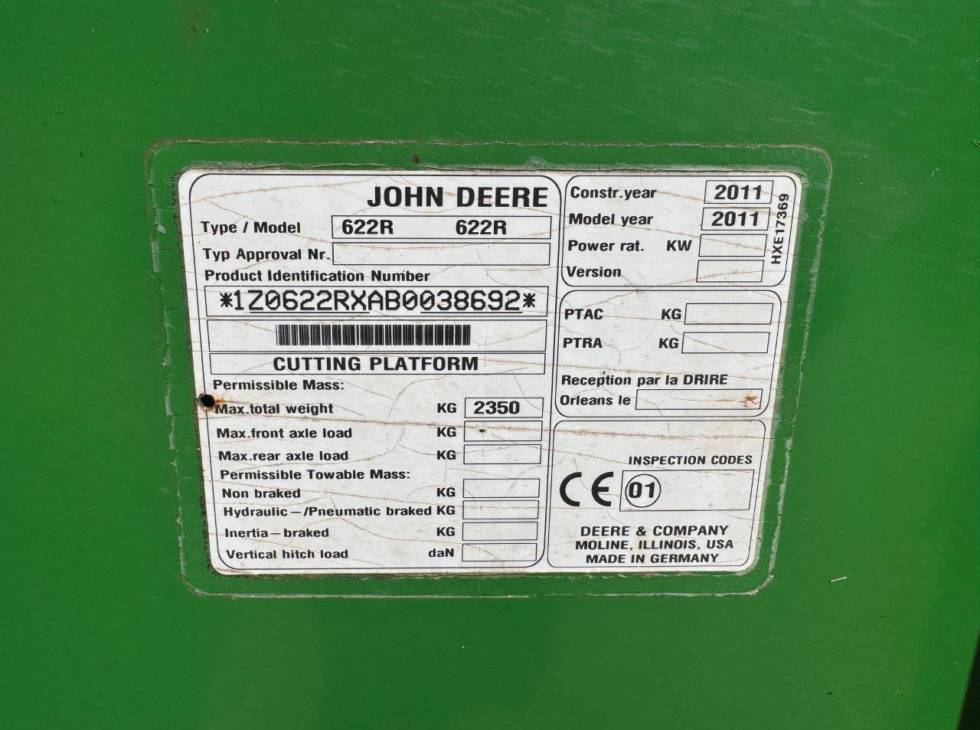 JOHN DEERE
Type / Model 622R 622R
Typ Approval Nr.
Product Identification Number
*1Z0622RXAB0038692*
CUTTING PLATFORM
Permissible Mass:
Max.total weight KG 2350
Max.front axle load KG
Max.rear axle load KG
Permissible Towable Mass:
Non braked KG
Hydraulic-/Pneumatic braked KG
Inertia-braked KG
Vertical hitch load daN
Constr.year 2011
Model year 2011
Power rat. KW
Version
HXE17369
PTAC KG
PTRA KG
Reception par la DRIRE
Orleans le
INSPECTION CODES
CE 01
DEERE & COMPANY
MOLINE, ILLINOIS, USA
MADE IN GERMANY